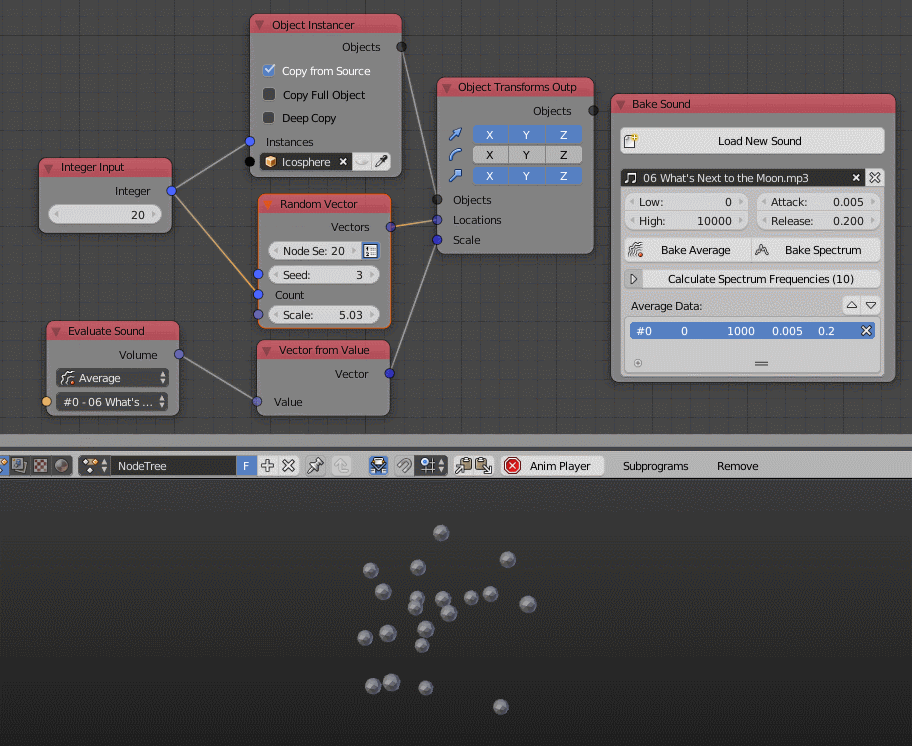 Object Instancer
Objects
Copy from Source
Copy Full Object
Deep Copy
Instances
Icosphere
Integer Input
Integer
20
Random Vector
Vectors
Node Se: 20
Seed: 3
Count
Scale: 5.03
Evaluate Sound
Volume
Average
#0 - 06 What's ...
Vector from Value
Vector
Value
Object Transforms Outp
Objects
X Y Z
X Y Z
X Y Z
Objects
Locations
Scale
Bake Sound
Load New Sound
06 What's Next to the Moon.mp3
Low: 0 Attack: 0.005
High: 10000 Release: 0.200
Bake Average Bake Spectrum
Calculate Spectrum Frequencies (10)
Average Data:
#0 0 1000 0.005 0.2
NodeTree F Anim Player Subprograms Remove